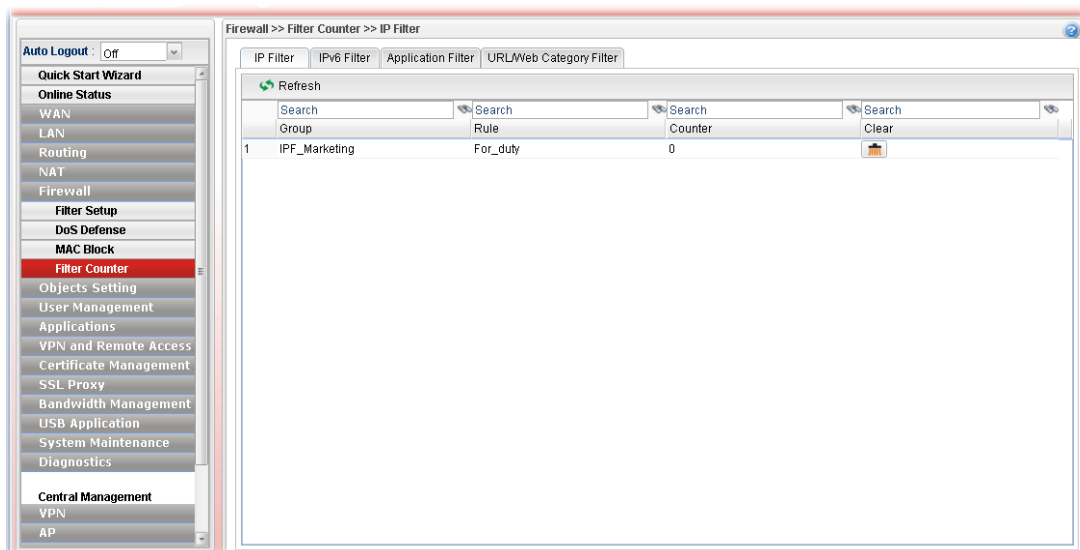 Firewall >> Filter Counter >> IP Filter
Auto Logout : Off
Quick Start Wizard
Online Status
WAN
LAN
Routing
NAT
Firewall
Filter Setup
DoS Defense
MAC Block
Filter Counter
Objects Setting
User Management
Applications
VPN and Remote Access
Certificate Management
SSL Proxy
Bandwidth Management
USB Application
System Maintenance
Diagnostics
Central Management
VPN
AP
IP Filter IPv6 Filter Application Filter URL/Web Category Filter
Refresh
Search Search Search Search
Group Rule Counter Clear
1 IPF_Marketing For_duty 0